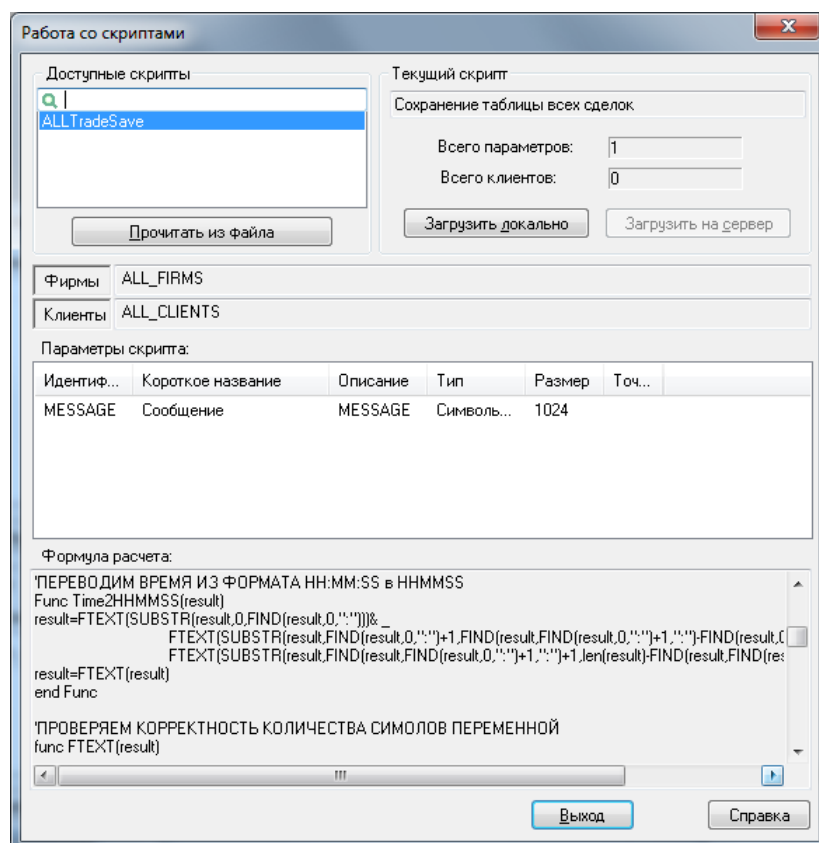 Работа со скриптами
Доступные скрипты
ALLTradeSave
Прочитать из файла
Текущий скрипт
Сохранение таблицы всех сделок
Всего параметров: 1
Всего клиентов: 0
Загрузить локально Загрузить на сервер
Фирмы ALL_FIRMS
Клиенты ALL_CLIENTS
Параметры скрипта:
Идентиф... Короткое название Описание Тип Размер Точ...
MESSAGE Сообщение MESSAGE Символь... 1024
Формула расчета:
'ПЕРЕВОДИМ ВРЕМЯ ИЗ ФОРМАТА HH:MM:SS в HHMMSS
Func Time2HHMMSS(result)
result=FTEXT(SUBSTR(result,0,FIND(result,0,":")))& _
FTEXT(SUBSTR(result,FIND(result,0,":")+1,FIND(result,FIND(result,0,":")+1,":")-FIND(result,0
FTEXT(SUBSTR(result,FIND(result,FIND(result,0,":")+1,":")+1,len(result)-FIND(result,FIND(res
result=FTEXT(result)
end Func
'ПРОВЕРЯЕМ КОРРЕКТНОСТЬ КОЛИЧЕСТВА СИМОЛОВ ПЕРЕМЕННОЙ
func FTEXT(result)
Выход Справка